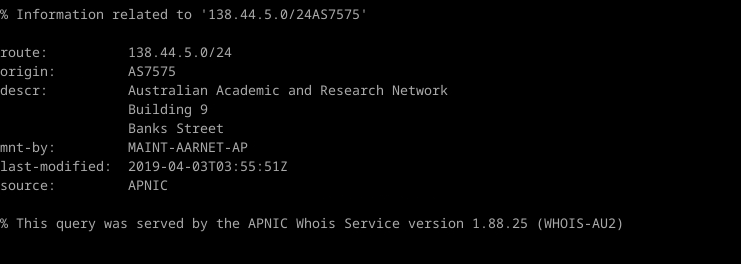 % Information related to '138.44.5.0/24AS7575'
route: 138.44.5.0/24
origin: AS7575
descr: Australian Academic and Research Network
Building 9
Banks Street
mnt-by: MAINT-AARNET-AP
last-modified: 2019-04-03T03:55:51Z
source: APNIC
% This query was served by the APNIC Whois Service version 1.88.25 (WHOIS-AU2)